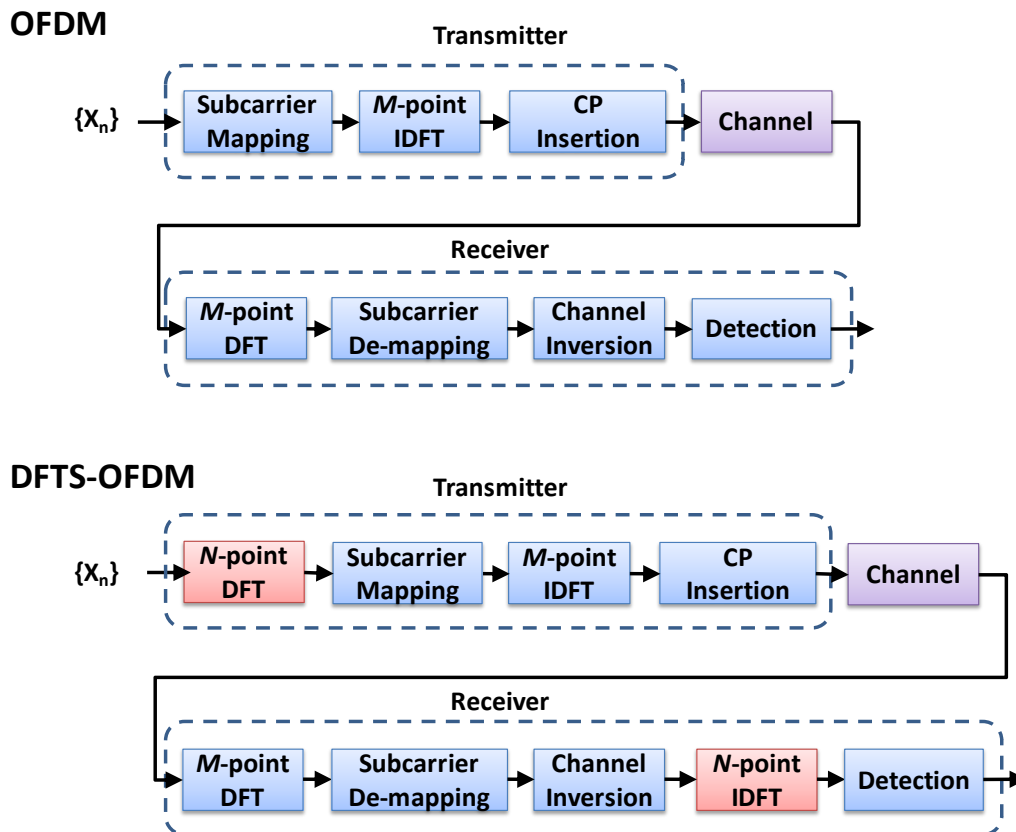 OFDM
Transmitter
{Xn}
Subcarrier
Mapping
M-point
IDFT
CP
Insertion
Channel
Receiver
M-point
DFT
Subcarrier
De-mapping
Channel
Inversion
Detection
DFTS-OFDM
Transmitter
{Xn}
N-point
DFT
Subcarrier
Mapping
M-point
IDFT
CP
Insertion
Channel
Receiver
M-point
DFT
Subcarrier
De-mapping
Channel
Inversion
N-point
IDFT
Detection